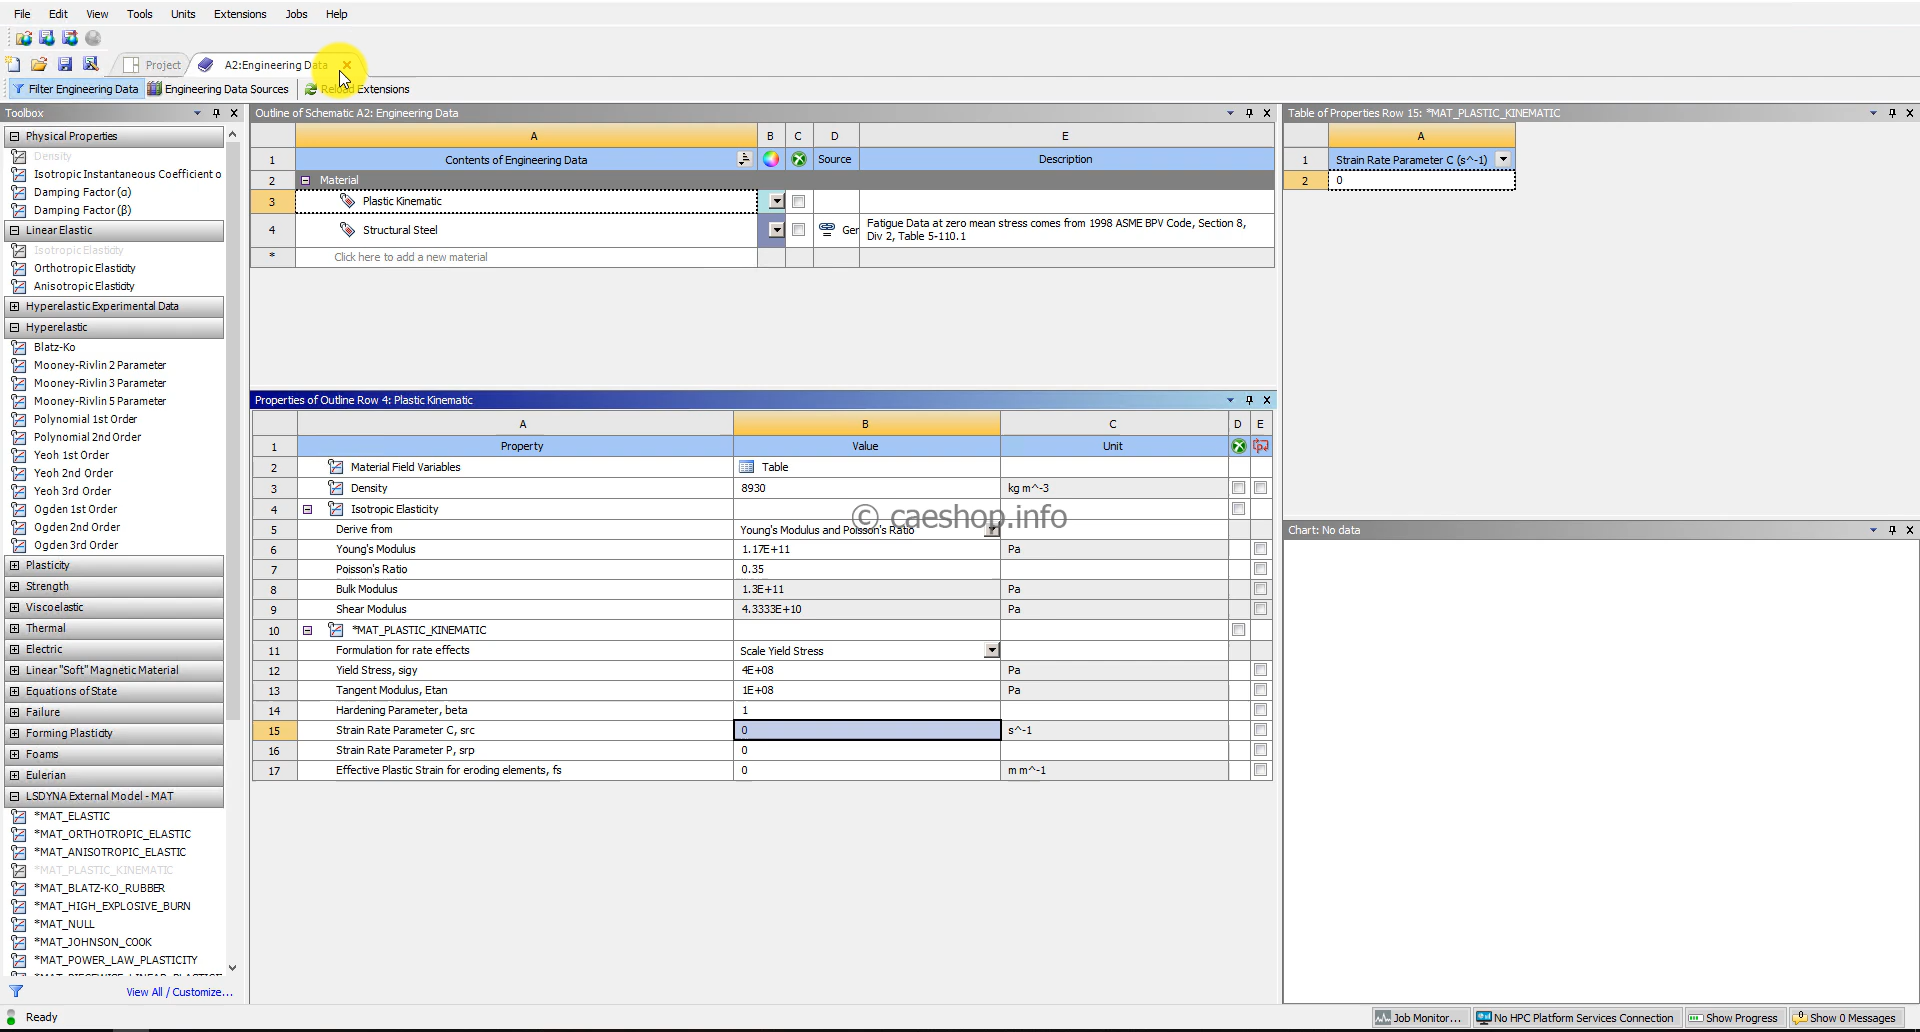 File Edit View Tools Units Extensions Jobs Help
Project A2:Engineering Data
Filter Engineering Data Engineering Data Sources Reload Extensions
Toolbox
Physical Properties
Density
Isotropic Instantaneous Coefficient o
Damping Factor (α)
Damping Factor (β)
Linear Elastic
Isotropic Elasticity
Orthotropic Elasticity
Anisotropic Elasticity
Hyperelastic Experimental Data
Hyperelastic
Blatz-Ko
Mooney-Rivlin 2 Parameter
Mooney-Rivlin 3 Parameter
Mooney-Rivlin 5 Parameter
Polynomial 1st Order
Polynomial 2nd Order
Yeoh 1st Order
Yeoh 2nd Order
Yeoh 3rd Order
Ogden 1st Order
Ogden 2nd Order
Ogden 3rd Order
Plasticity
Strength
Viscoelastic
Thermal
Electric
Linear "Soft" Magnetic Material
Equations of State
Failure
Forming Plasticity
Foams
Eulerian
LSDYNA External Model - MAT
*MAT_ELASTIC
*MAT_ORTHOTROPIC_ELASTIC
*MAT_ANISOTROPIC_ELASTIC
*MAT_PLASTIC_KINEMATIC
*MAT_BLATZ-KO_RUBBER
*MAT_HIGH_EXPLOSIVE_BURN
*MAT_NULL
*MAT_JOHNSON_COOK
*MAT_POWER_LAW_PLASTICITY
View All / Customize...
Outline of Schematic A2: Engineering Data
A B C D E
1 Contents of Engineering Data Source Description
2 Material
3 Plastic Kinematic
4 Structural Steel Ger Fatigue Data at zero mean stress comes from 1998 ASME BPV Code, Section 8,
Div 2, Table 5-110.1
* Click here to add a new material
Properties of Outline Row 4: Plastic Kinematic
A B C D E
1 Property Value Unit
2 Material Field Variables Table
3 Density 8930 kg m^-3
4 Isotropic Elasticity
© caeshop.info
5 Derive from Young's Modulus and Poisson's Ratio
6 Young's Modulus 1.17E+11 Pa
7 Poisson's Ratio 0.35
8 Bulk Modulus 1.3E+11 Pa
9 Shear Modulus 4.3333E+10 Pa
10 *MAT_PLASTIC_KINEMATIC
11 Formulation for rate effects Scale Yield Stress
12 Yield Stress, sigy 4E+08 Pa
13 Tangent Modulus, Etan 1E+08 Pa
14 Hardening Parameter, beta 1
15 Strain Rate Parameter C, src 0 s^-1
16 Strain Rate Parameter P, srp 0
17 Effective Plastic Strain for eroding elements, fs 0 m m^-1
Table of Properties Row 15: *MAT_PLASTIC_KINEMATIC
A
1 Strain Rate Parameter C (s^-1)
2 0
Chart: No data
Ready
Job Monitor... No HPC Platform Services Connection Show Progress Show 0 Messages